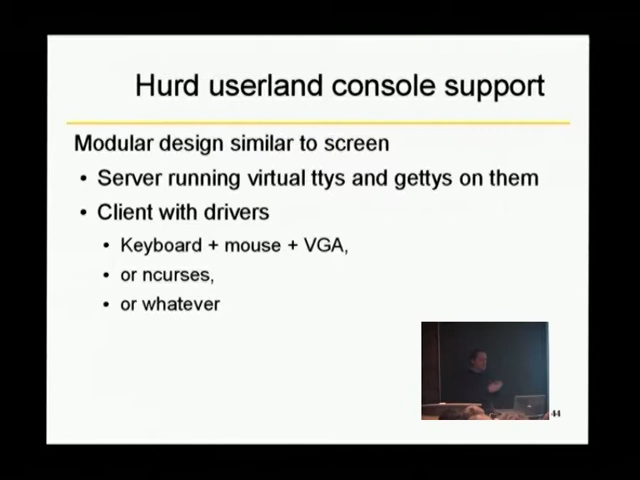 Hurd userland console support
Modular design similar to screen
• Server running virtual ttys and gettys on them
• Client with drivers
• Keyboard + mouse + VGA,
• or ncurses,
• or whatever
44